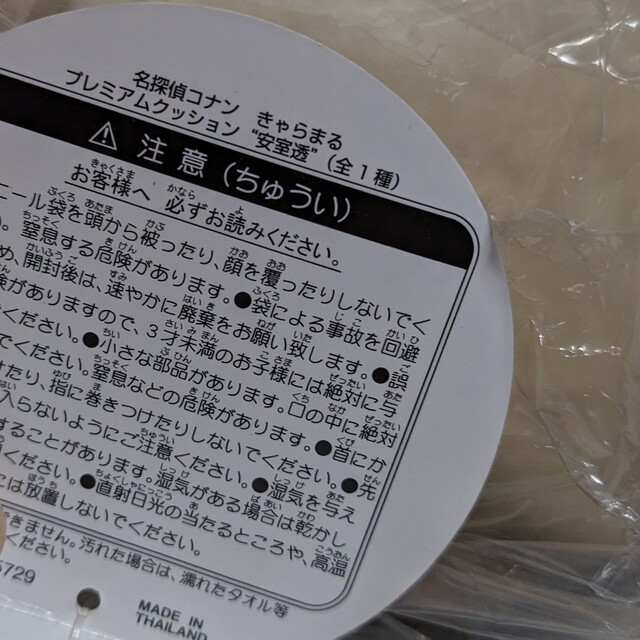 名探偵コナン きゃらまる
プレミアムクッション “安室透” (全1種)
⚠ 注意 (ちゅうい)
お客様へ 必ずお読みください。
ニール袋を頭から被ったり、顔を覆ったりしないでく
。窒息する危険があります。●袋による事故を回避
め、開封後は、速やかに廃棄をお願い致します。●誤
険がありますので、3才未満のお子様には絶対に与
ください。●小さな部品があります。口の中に絶対
でください。窒息などの危険があります。●首にか
けたり、指に巻きつけたりしないでください。●先
入らないようにご注意ください。●湿気を与え
することがあります。湿気がある場合は乾かし
ください。●直射日光の当たるところや、高温
には放置しないでください。
きません。汚れた場合は、濡れたタオル等
ください。
5729
MADE IN
THAILAND